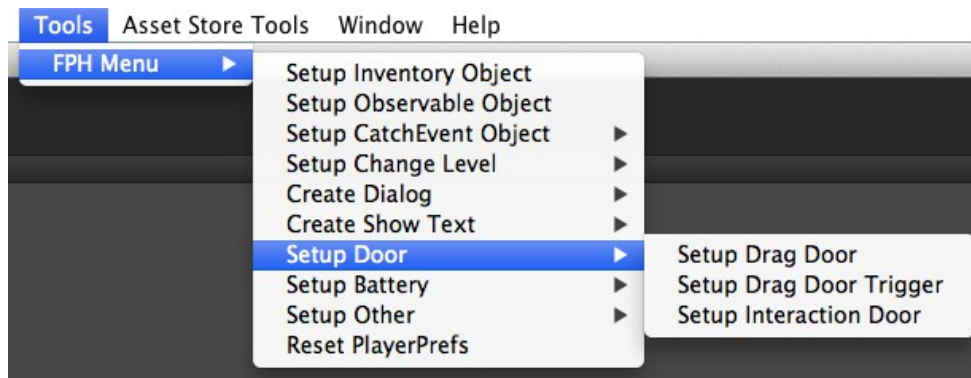 Tools Asset Store Tools Window Help
FPH Menu
Setup Inventory Object
Setup Observable Object
Setup CatchEvent Object
Setup Change Level
Create Dialog
Create Show Text
Setup Door
Setup Battery
Setup Other
Reset PlayerPrefs
Setup Drag Door
Setup Drag Door Trigger
Setup Interaction Door